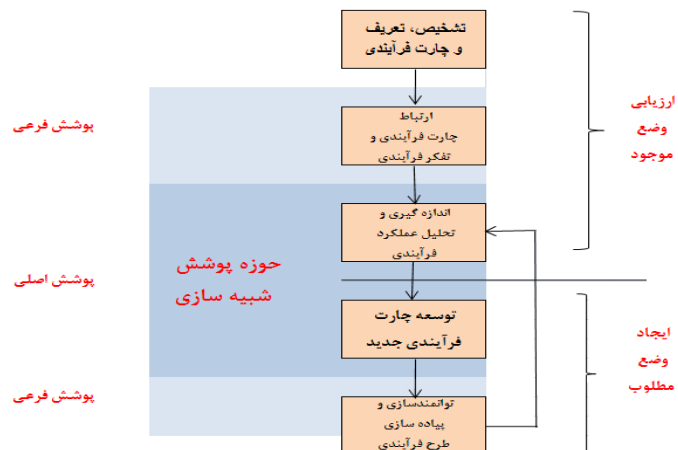 تشخیص، تعریف
و چارت فرآیندی
ارتباط
چارت فرآیندی و
تفکر فرآیندی
اندازه گیری و
تحلیل عملکرد
فرآیندی
توسعه چارت
فرآیندی جدید
توانمندسازی و
پیاده سازی
طرح فرآیندی
ارزیابی
وضع
موجود
ایجاد
وضع
مطلوب
حوزه پوشش
شبیه سازی
پوشش فرعی
پوشش اصلی
پوشش فرعی